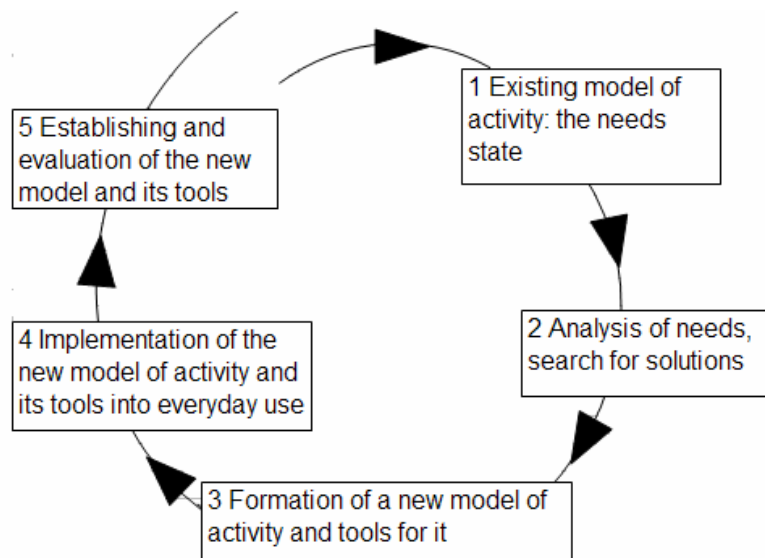 1 Existing model of
activity: the needs
state
2 Analysis of needs,
search for solutions
3 Formation of a new model of
activity and tools for it
4 Implementation of the
new model of activity and
its tools into everyday use
5 Establishing and
evaluation of the new
model and its tools